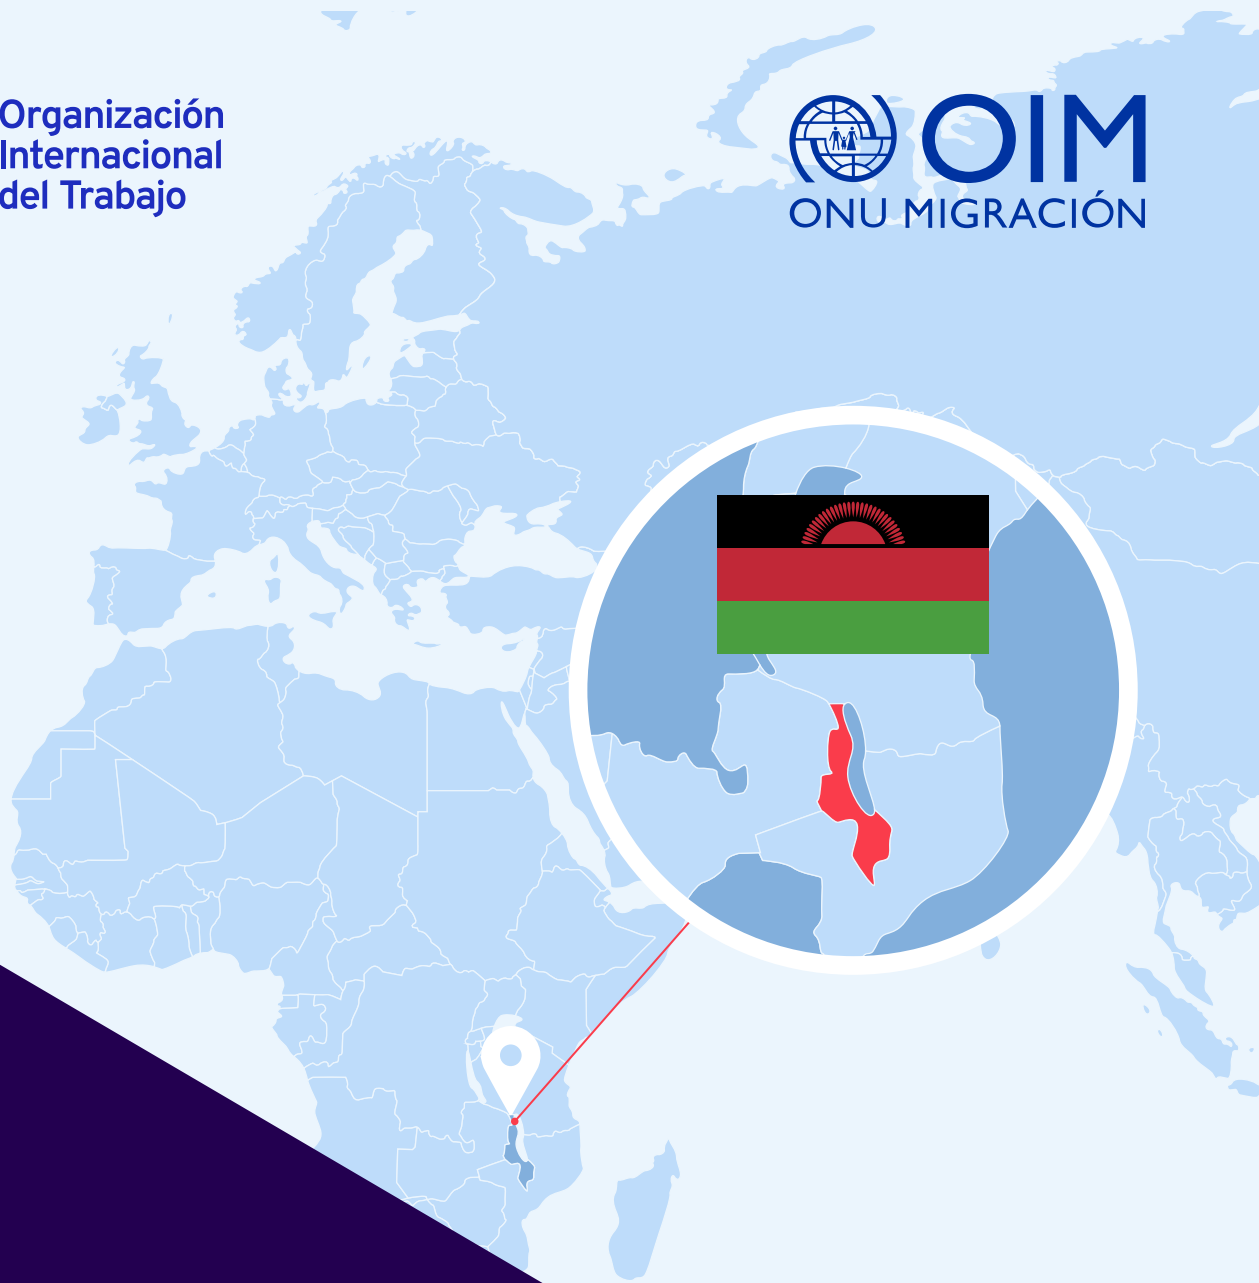 Organización
Internacional
del Trabajo
OIM
ONU MIGRACIÓN